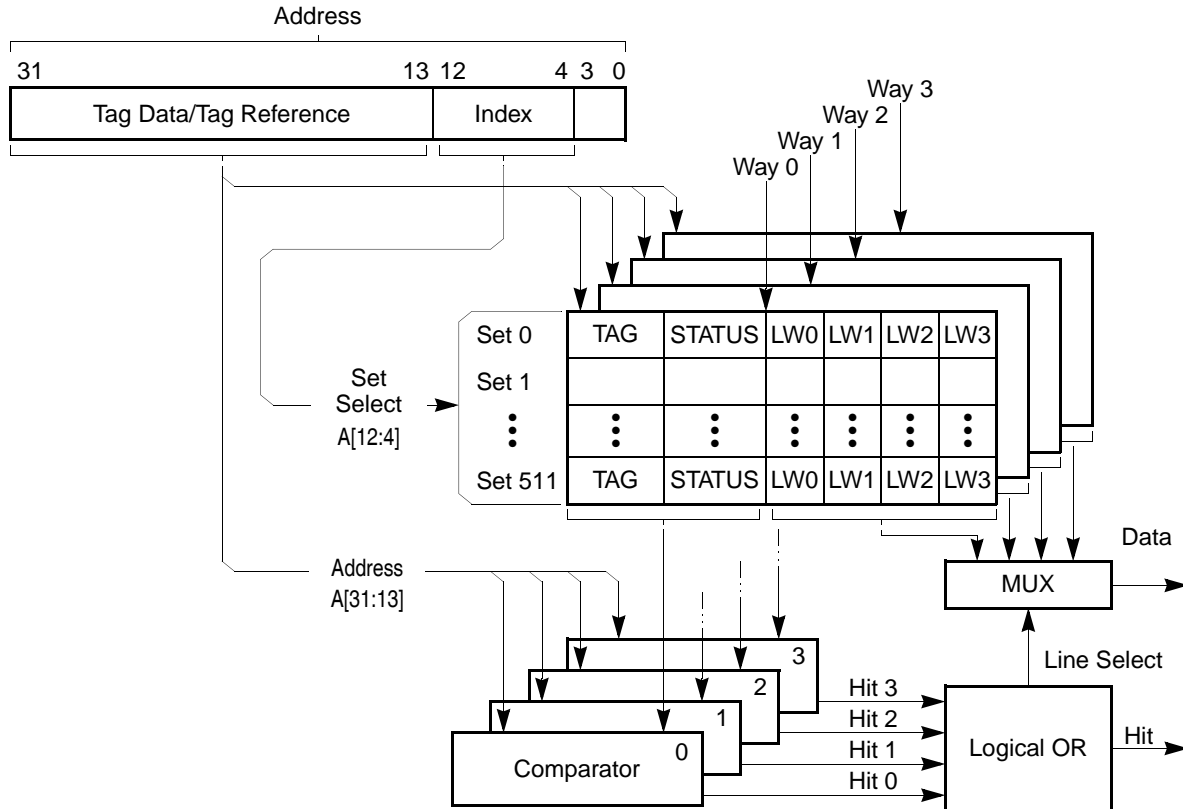 Address
31 13 12 4 3 0
Tag Data/Tag Reference Index
Way 3
Way 2
Way 1
Way 0
Set 0 TAG STATUS LW0 LW1 LW2 LW3
Set 1
Set
Select
A[12:4]
Set 511 TAG STATUS LW0 LW1 LW2 LW3
Data
Address
A[31:13]
MUX
3
Line Select
2
Hit 3
1
Hit 2
0
Comparator
Hit 1
Logical OR
Hit
Hit 0